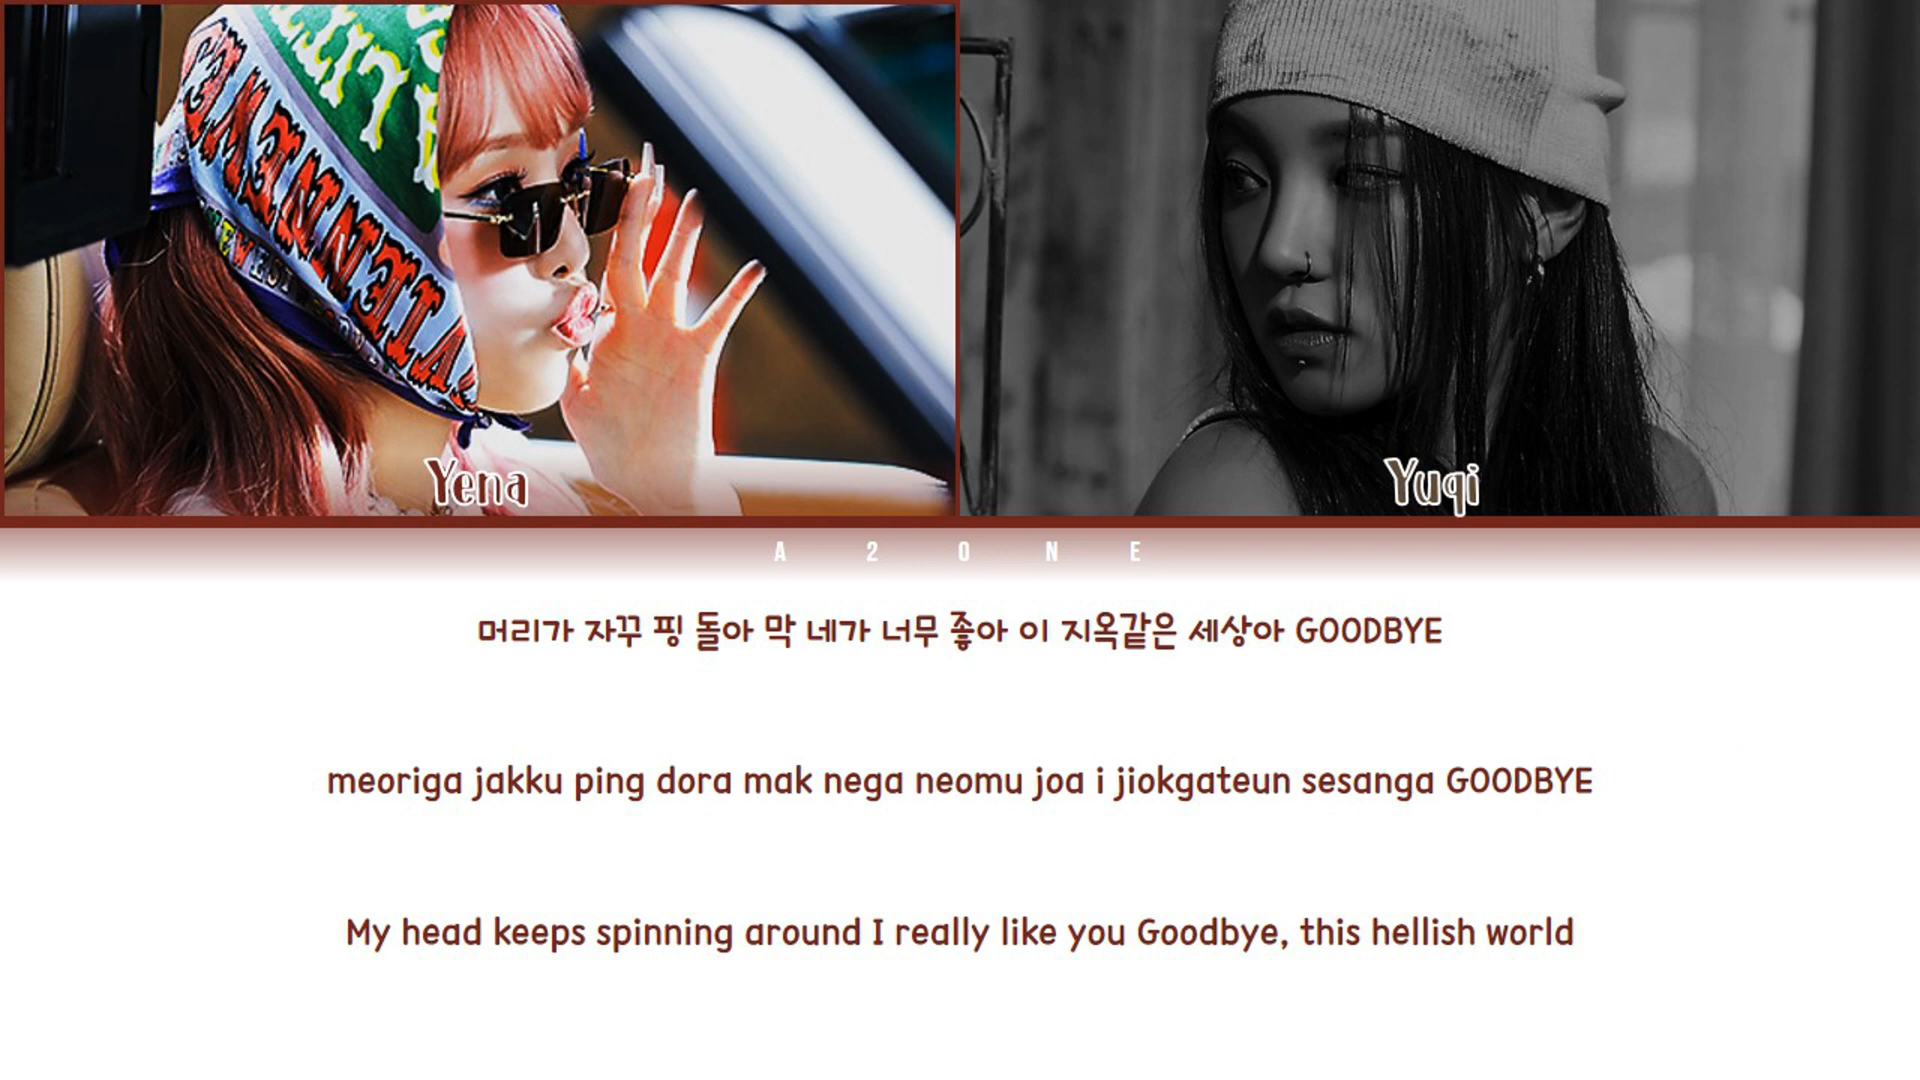 VIENNENEWE
Yena
Yuqi
A 2 O N E
머리가 자꾸 핑 돌아 막 네가 너무 좋아 이 지옥같은 세상아 GOODBYE
meoriga jakku ping dora mak nega neomu joa i jiokgateun sesanga GOODBYE
My head keeps spinning around I really like you Goodbye, this hellish world